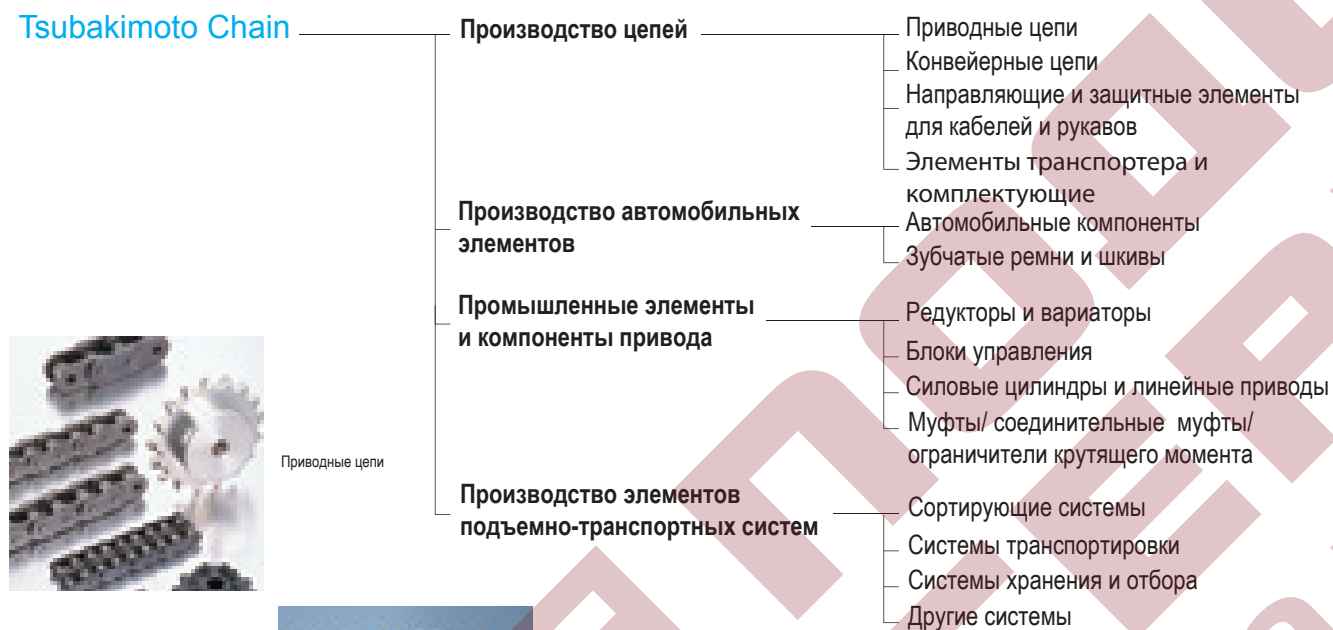 Tsubakimoto Chain
Производство цепей
Приводные цепи
Конвейерные цепи
Направляющие и защитные элементы
для кабелей и рукавов
Элементы транспортера и
комплектующие
Производство автомобильных
элементов
Автомобильные компоненты
Зубчатые ремни и шкивы
Промышленные элементы
и компоненты привода
Редукторы и вариаторы
Блоки управления
Силовые цилиндры и линейные приводы
Муфты/ соединительные муфты/
ограничители крутящего момента
Приводные цепи
Производство элементов
подъемно-транспортных систем
Сортирующие системы
Системы транспортировки
Системы хранения и отбора
Другие системы